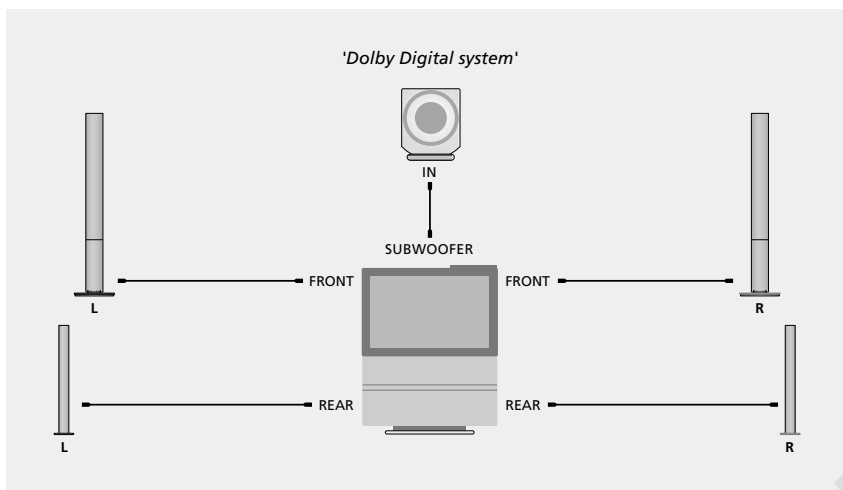 'Dolby Digital system'
IN
SUBWOOFER
FRONT FRONT
L R
REAR REAR
L R